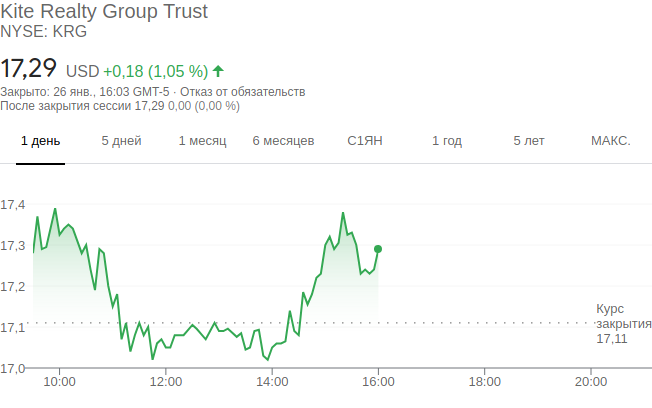 Kite Realty Group Trust
NYSE: KRG
17,29 USD +0,18 (1,05 %)
Закрыто: 26 янв., 16:03 GMT-5 · Отказ от обязательств
После закрытия сессии 17,29 0,00 (0,00 %)
1 день 5 дней 1 месяц 6 месяцев С1ЯН 1 год 5 лет МАКС.
17,4
17,3
17,2
17,1
17,0
Курс
закрытия
17,11
10:00 12:00 14:00 16:00 18:00 20:00